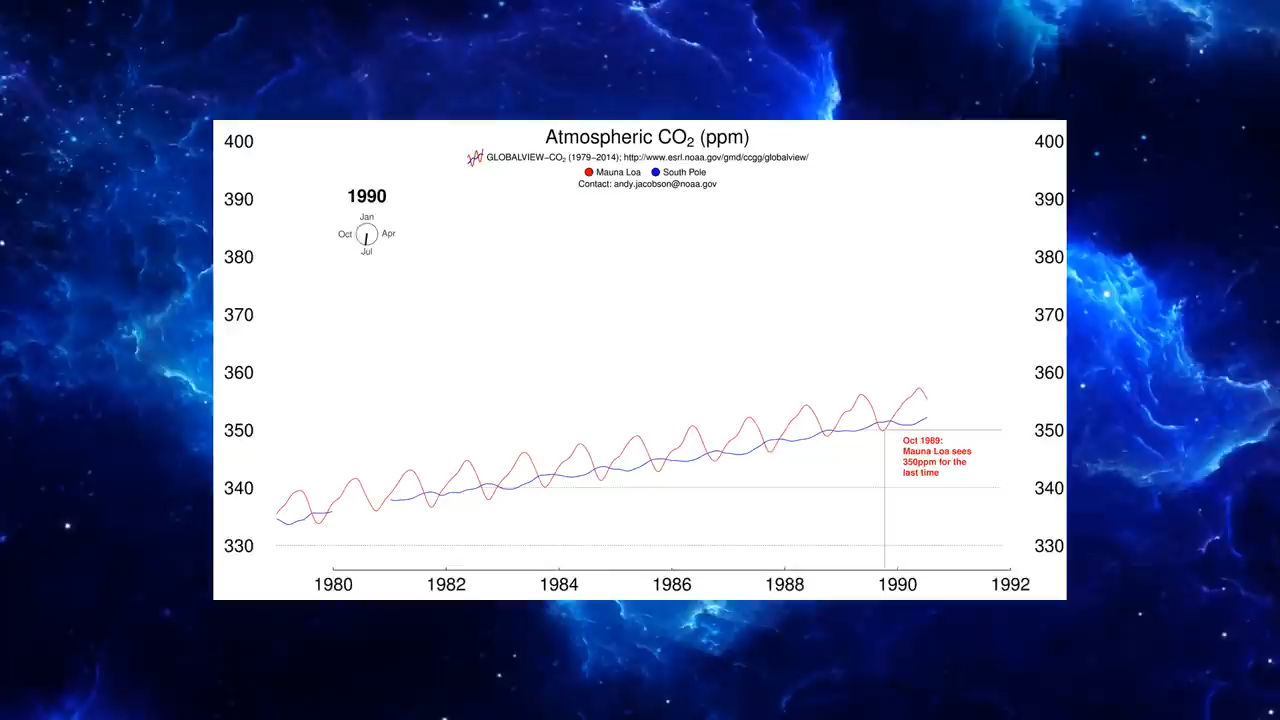 Atmospheric CO₂ (ppm)
GLOBALVIEW−CO₂ (1979−2014); http://www.esrl.noaa.gov/gmd/ccgg/globalview/
Mauna Loa South Pole
Contact: andy.jacobson@noaa.gov
1990
Jan
Oct Apr
Jul
400 400
390 390
380 380
370 370
360 360
350 350
Oct 1989:
Mauna Loa sees
350ppm for the
last time
340 340
330 330
1980 1982 1984 1986 1988 1990 1992